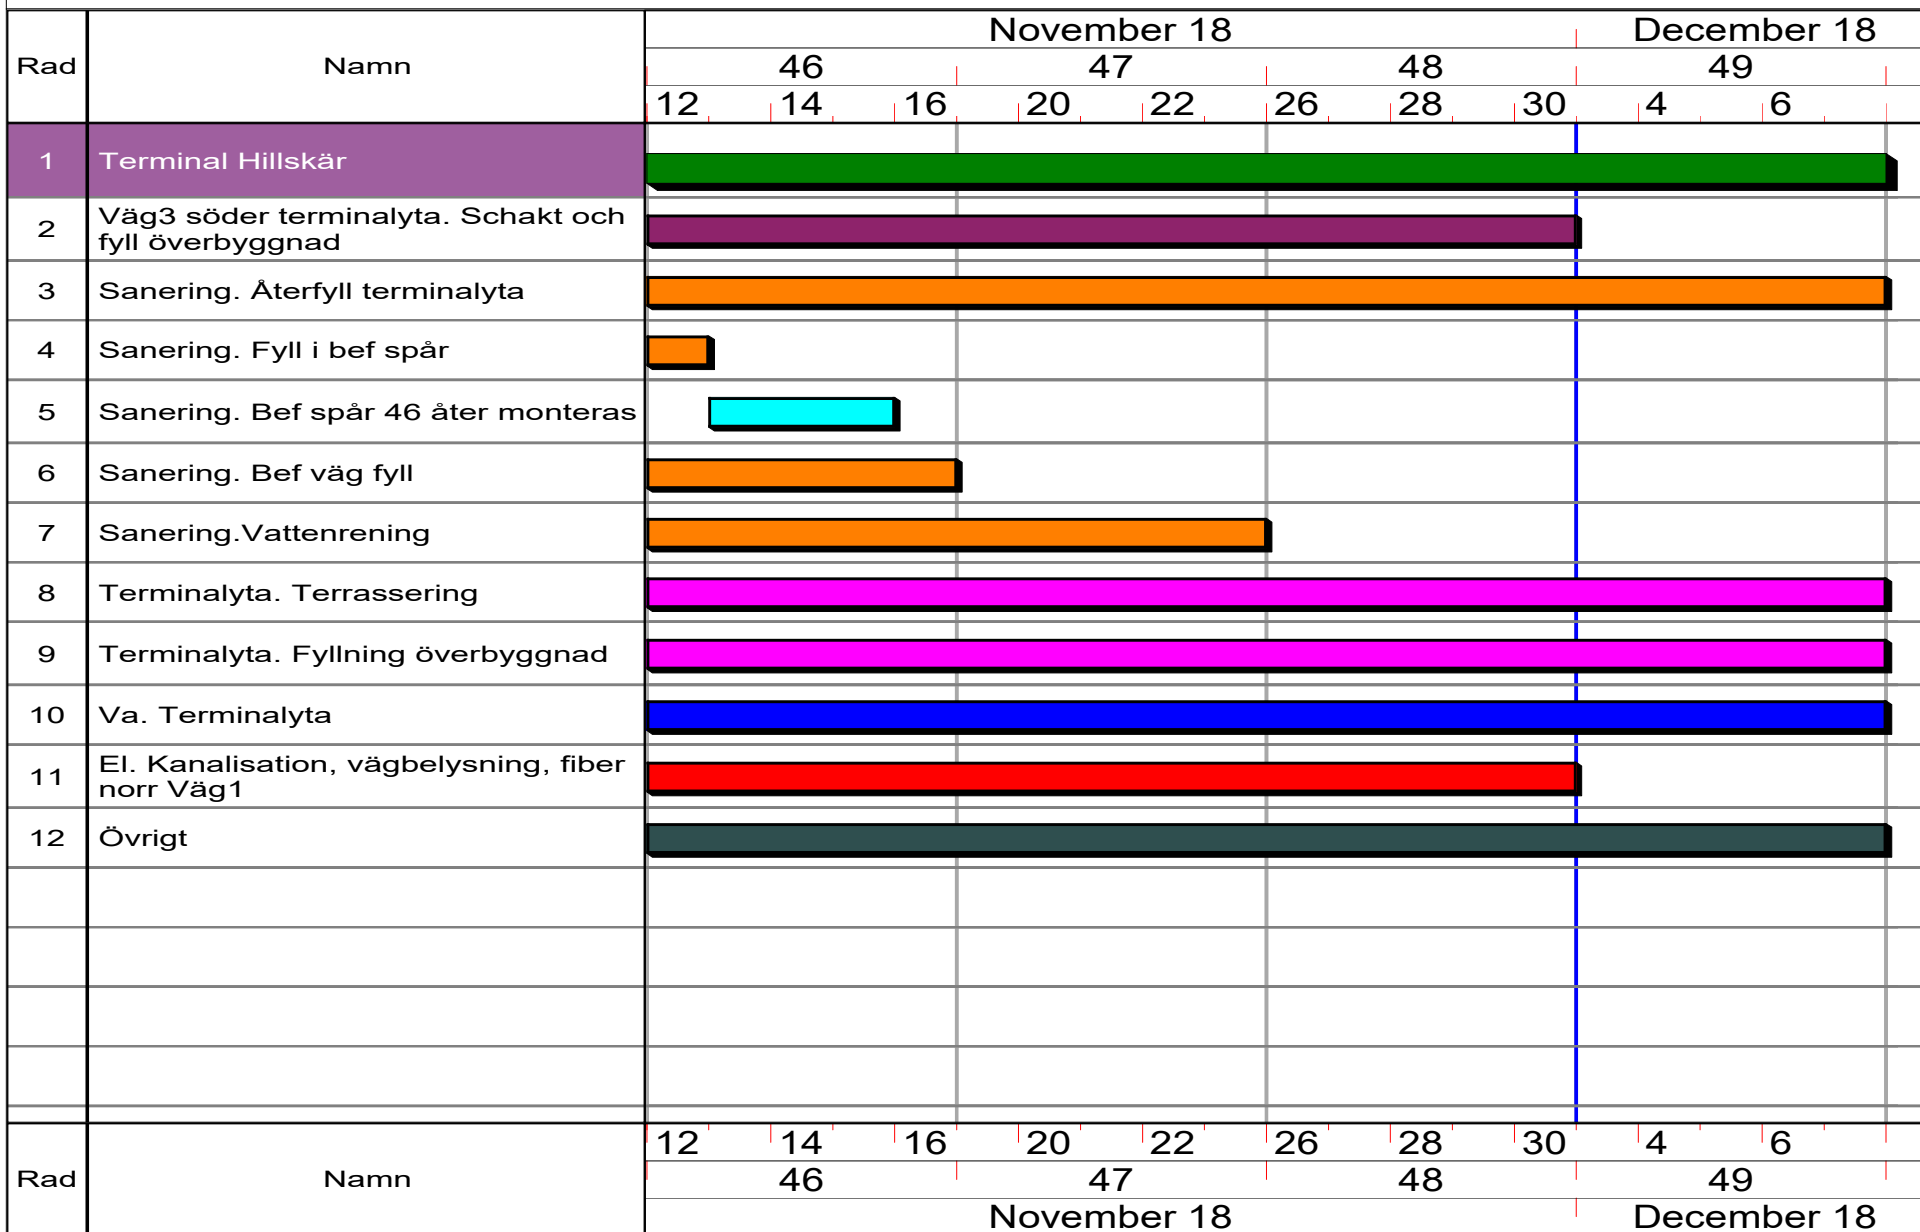 November 18 December 18
Rad Namn 46 47 48 49
12 14 16 20 22 26 28 30 4 6
1 Terminal Hillskär
2 Väg3 söder terminalyta. Schakt och
fyll överbyggnad
3 Sanering. Återfyll terminalyta
4 Sanering. Fyll i bef spår
5 Sanering. Bef spår 46 åter monteras
6 Sanering. Bef väg fyll
7 Sanering.Vattenrening
8 Terminalyta. Terrassering
9 Terminalyta. Fyllning överbyggnad
10 Va. Terminalyta
11 El. Kanalisation, vägbelysning, fiber
norr Väg1
12 Övrigt
12 14 16 20 22 26 28 30 4 6
Rad Namn 46 47 48 49
November 18 December 18